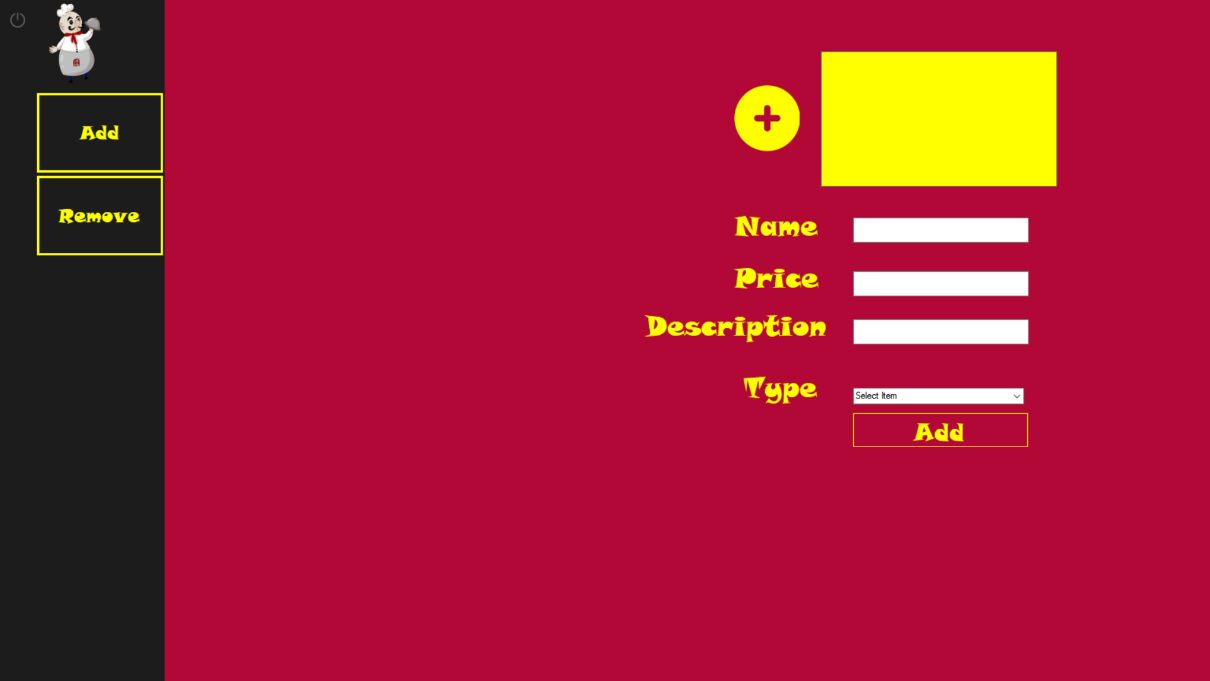 Add
Remove
Name
Price
Description
Type
Select Item
Add